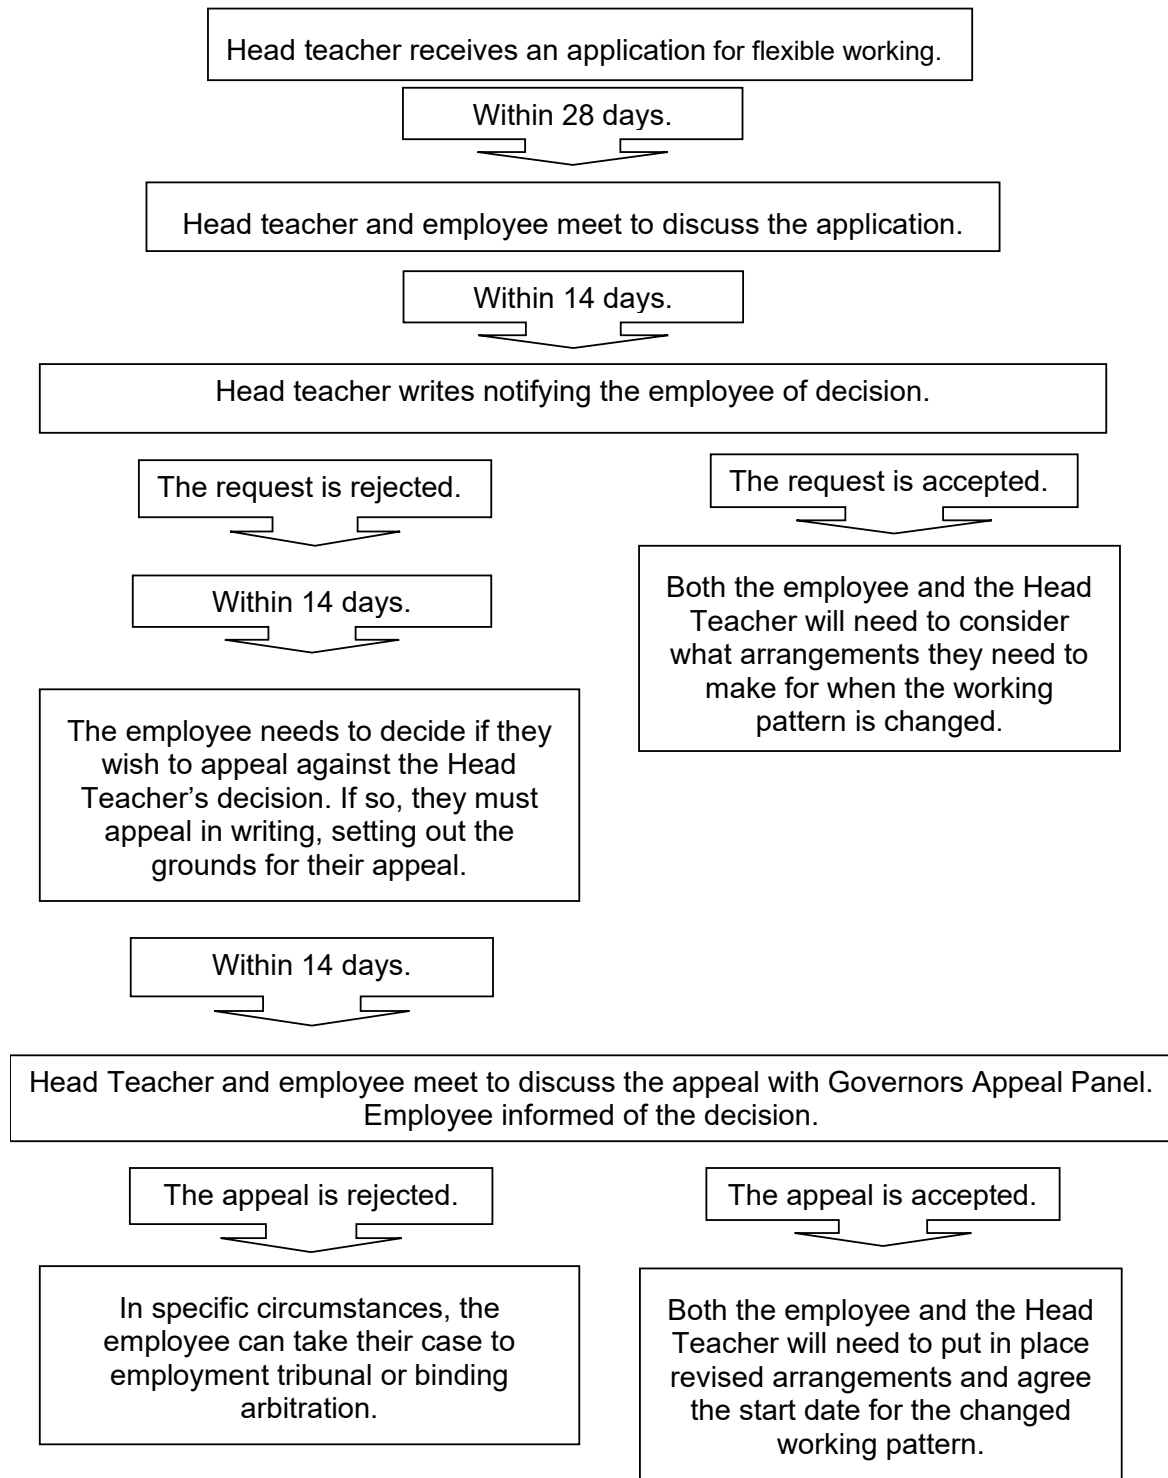 Head teacher receives an application for flexible working.
Within 28 days.
Head teacher and employee meet to discuss the application.
Within 14 days.
Head teacher writes notifying the employee of decision.
The request is rejected.
Within 14 days.
The employee needs to decide if they
wish to appeal against the Head
Teacher’s decision. If so, they must
appeal in writing, setting out the
grounds for their appeal.
The request is accepted.
Both the employee and the Head
Teacher will need to consider
what arrangements they need to
make for when the working
pattern is changed.
Within 14 days.
Head Teacher and employee meet to discuss the appeal with Governors Appeal Panel.
Employee informed of the decision.
The appeal is rejected.
In specific circumstances, the
employee can take their case to
employment tribunal or binding
arbitration.
The appeal is accepted.
Both the employee and the Head
Teacher will need to put in place
revised arrangements and agree
the start date for the changed
working pattern.